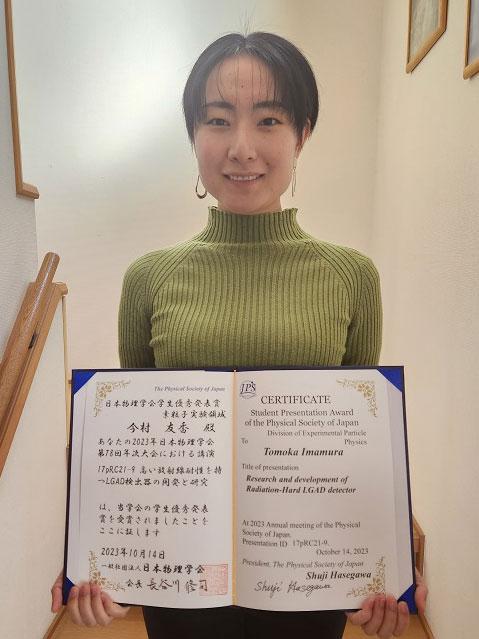 The Physical Society of Japan
日本物理学会学生優秀発表賞
素粒子実験領域
今村 友香 殿
あなたの2023年日本物理学会
第78回年次大会における講演
17pRC21-9 高い放射線耐性を持
つLGAD検出器の開発と研究
は、当学会の学生優秀発表
賞を受賞されましたことを
ここに証します
2023年10月14日
一般社団法人日本物理学会
会長 長谷川 修司
JPS
CERTIFICATE
Student Presentation Award
of the Physical Society of Japan
Division of Experimental Particle
Physics
To
Tomoka Imamura
Title of presentation
Research and development of
Radiation-Hard LGAD detector
At 2023 Annual meeting of the Physical
Society of Japan.
Presentation ID 17pRC21-9.
October 14, 2023
President, The Physical Society of Japan
Shuji Hasegawa
Shuji Hasegawa